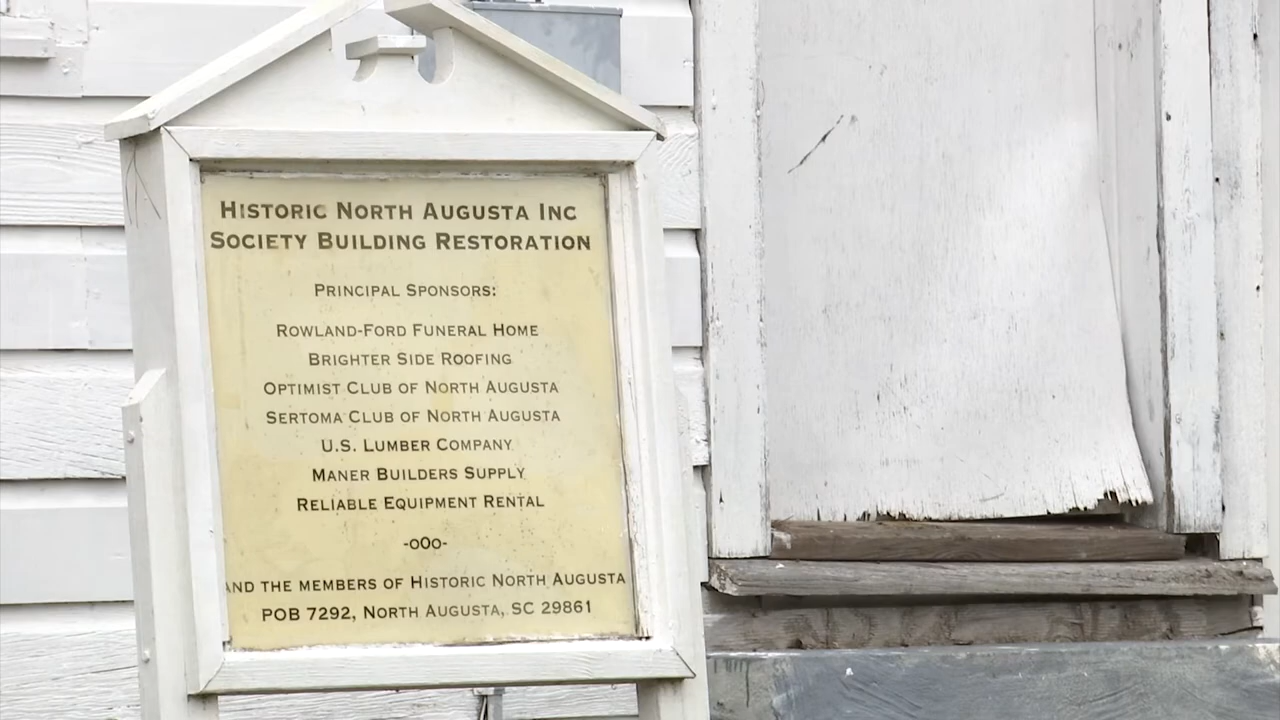 HISTORIC NORTH AUGUSTA INC
SOCIETY BUILDING RESTORATION
PRINCIPAL SPONSORS:
ROWLAND-FORD FUNERAL HOME
BRIGHTER SIDE ROOFING
OPTIMIST CLUB OF NORTH AUGUSTA
SERTOMA CLUB OF NORTH AUGUSTA
U.S. LUMBER COMPANY
MANER BUILDERS SUPPLY
RELIABLE EQUIPMENT RENTAL
-oOo-
AND THE MEMBERS OF HISTORIC NORTH AUGUSTA
POB 7292, NORTH AUGUSTA, SC 29861